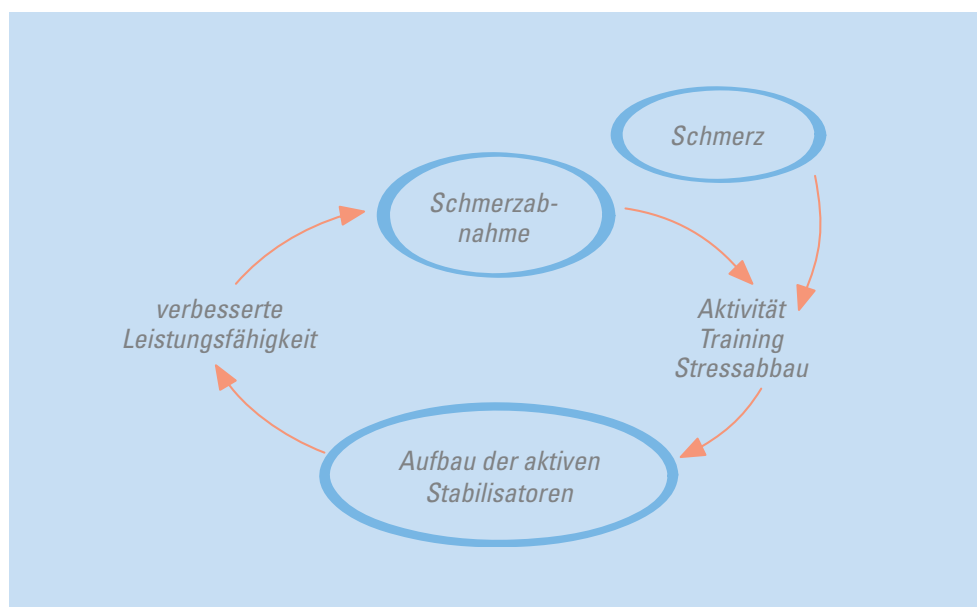 Schmerz
Schmerzab-
nahme
verbesserte
Leistungsfähigkeit
Aktivität
Training
Stressabbau
Aufbau der aktiven
Stabilisatoren